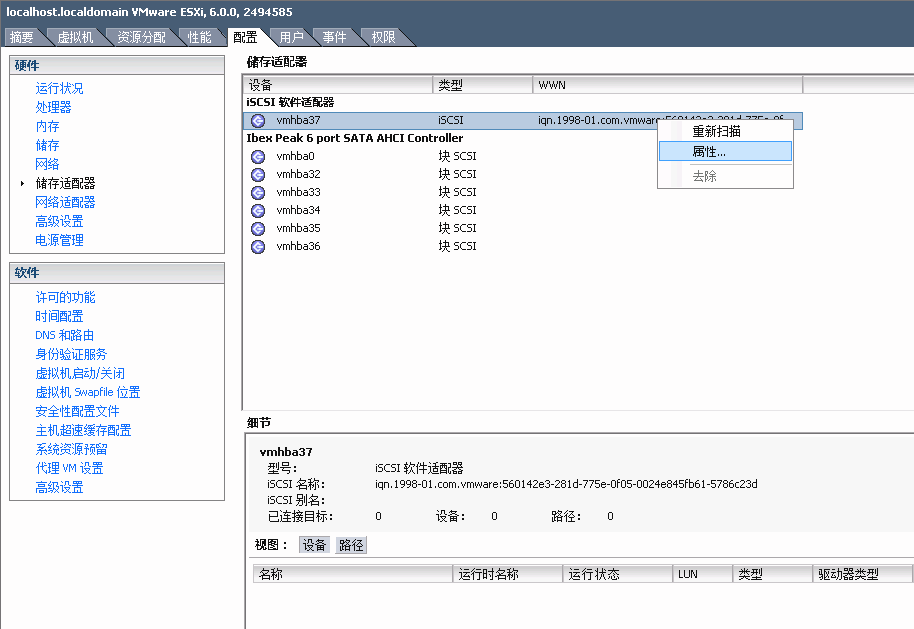 localhost.localdomain VMware ESXi, 6.0.0, 2494585
摘要 虚拟机 资源分配 性能 配置 用户 事件 权限
硬件
运行状况
处理器
内存
储存
网络
储存适配器
网络适配器
高级设置
电源管理
软件
许可的功能
时间配置
DNS 和路由
身份验证服务
虚拟机启动/关闭
虚拟机 Swapfile 位置
安全性配置文件
主机超速缓存配置
系统资源预留
代理 VM 设置
高级设置
储存适配器
设备 类型 WWN
iSCSI 软件适配器
vmhba37 iSCSI iqn.1998-01.com.vmware:560142e3-281d-775e-0f
Ibex Peak 6 port SATA AHCI Controller
vmhba0 块 SCSI
vmhba32 块 SCSI
vmhba33 块 SCSI
vmhba34 块 SCSI
vmhba35 块 SCSI
vmhba36 块 SCSI
重新扫描
属性...
去除
细节
vmhba37
型号： iSCSI 软件适配器
iSCSI 名称： iqn.1998-01.com.vmware:560142e3-281d-775e-0f05-0024e845fb61-5786c23d
iSCSI 别名：
已连接目标： 0 设备： 0 路径： 0
视图： 设备 路径
名称 运行时名称 运行状态 LUN 类型 驱动器类型